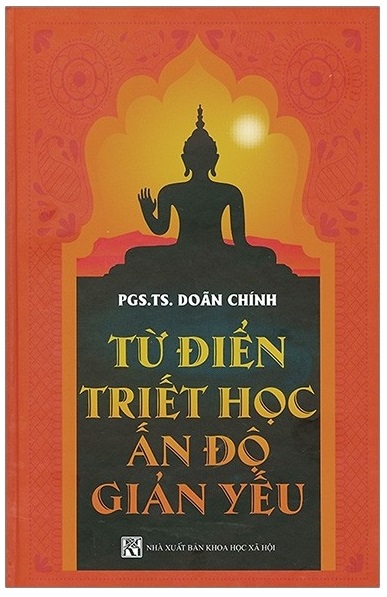 PGS.TS. DOÃN CHÍNH
TỪ ĐIỂN
TRIẾT HỌC
ẤN ĐỘ
GIẢN YẾU
NHÀ XUẤT BẢN KHOA HỌC XÃ HỘI